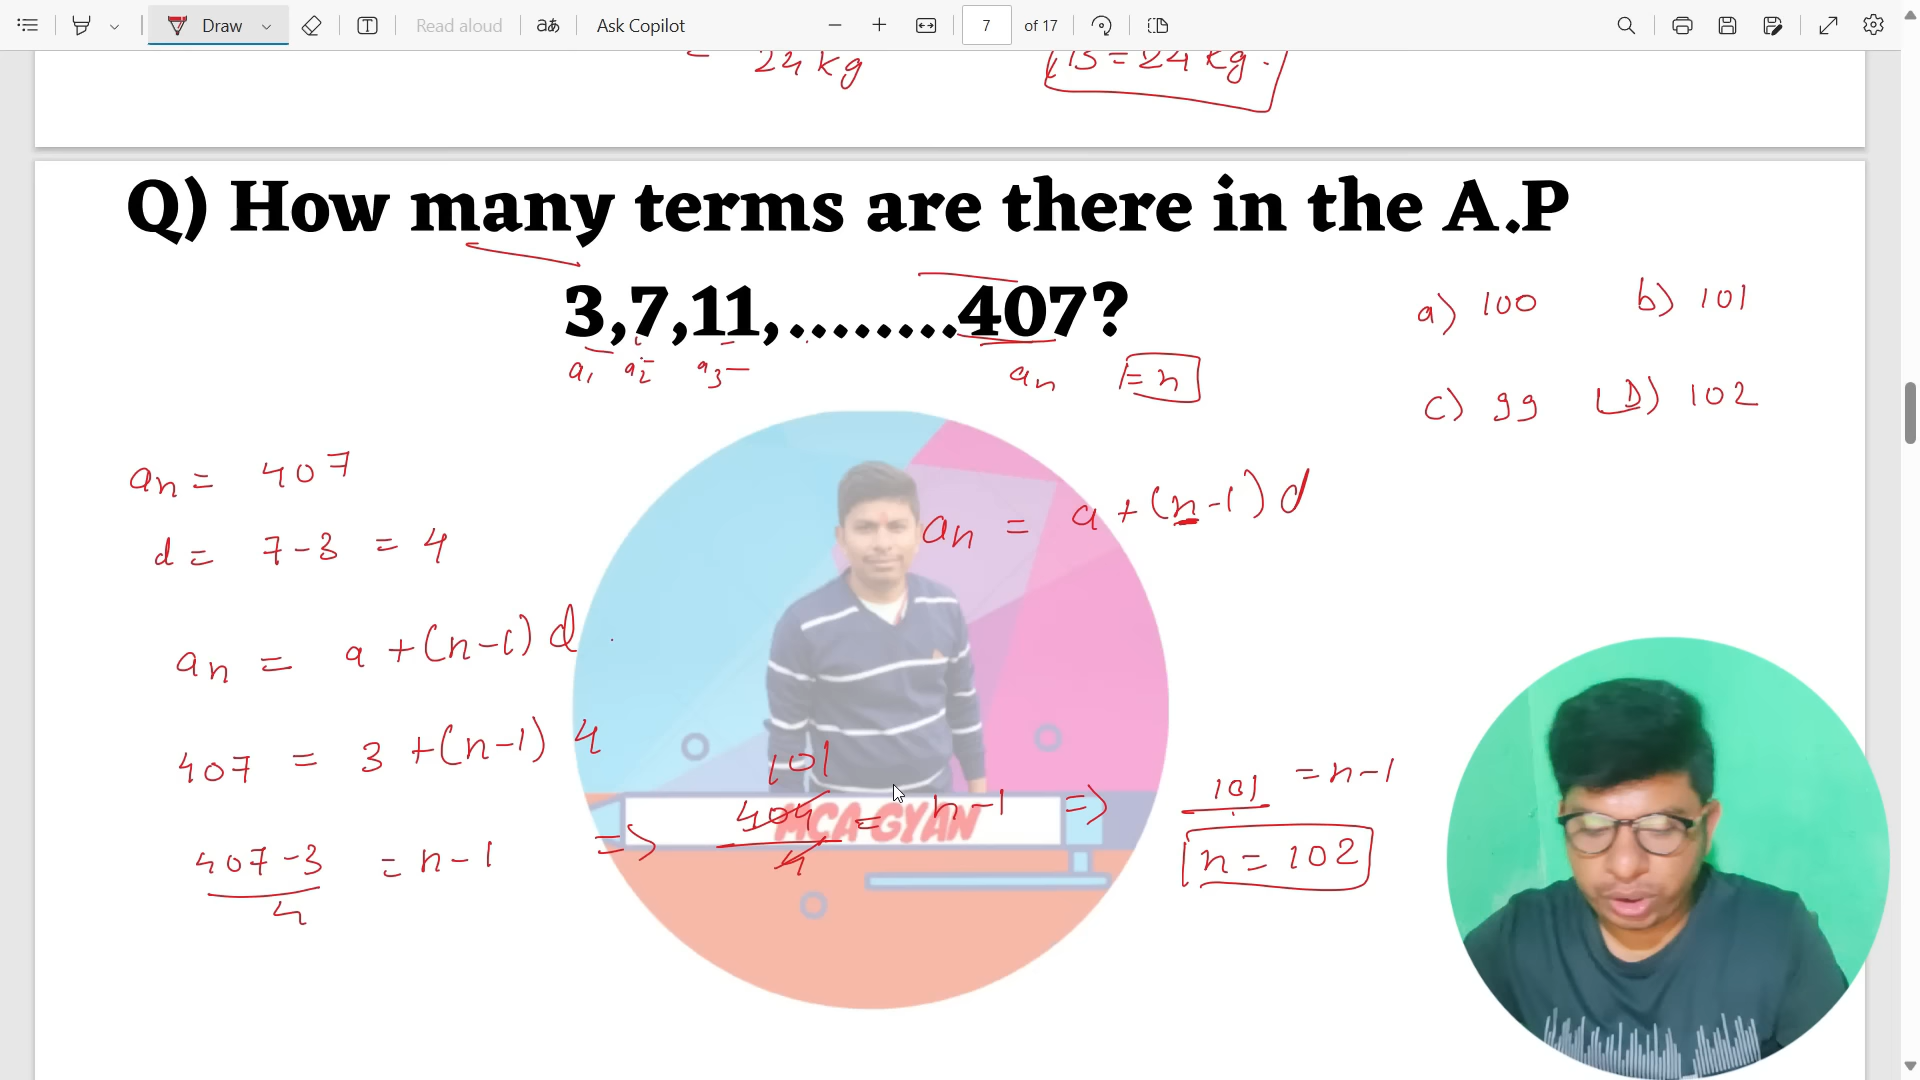 Draw
Read aloud
aあ
Ask Copilot
7 of 17
= 24 kg
15 = 24 kg.
Q) How many terms are there in the A.P
3,7,11,........407?
a1 a2 a3 an = n
a) 100 b) 101
c) 99 D) 102
an = 407
d = 7-3 = 4
an = a + (n-1) d
an = a + (n-1) d
407 = 3 + (n-1) 4
407-3 / 4 = n-1 => 101 404 / 4 = n-1 => 101 = n-1
n = 102
MCA GYAN